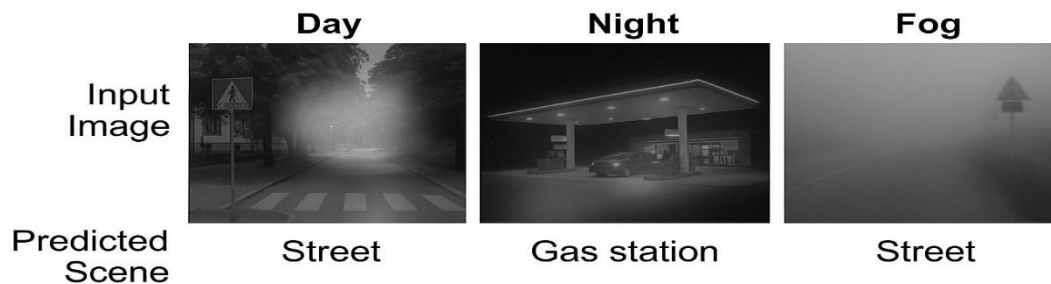 Day Night Fog
Input
Image
Predicted
Scene
Street Gas station Street